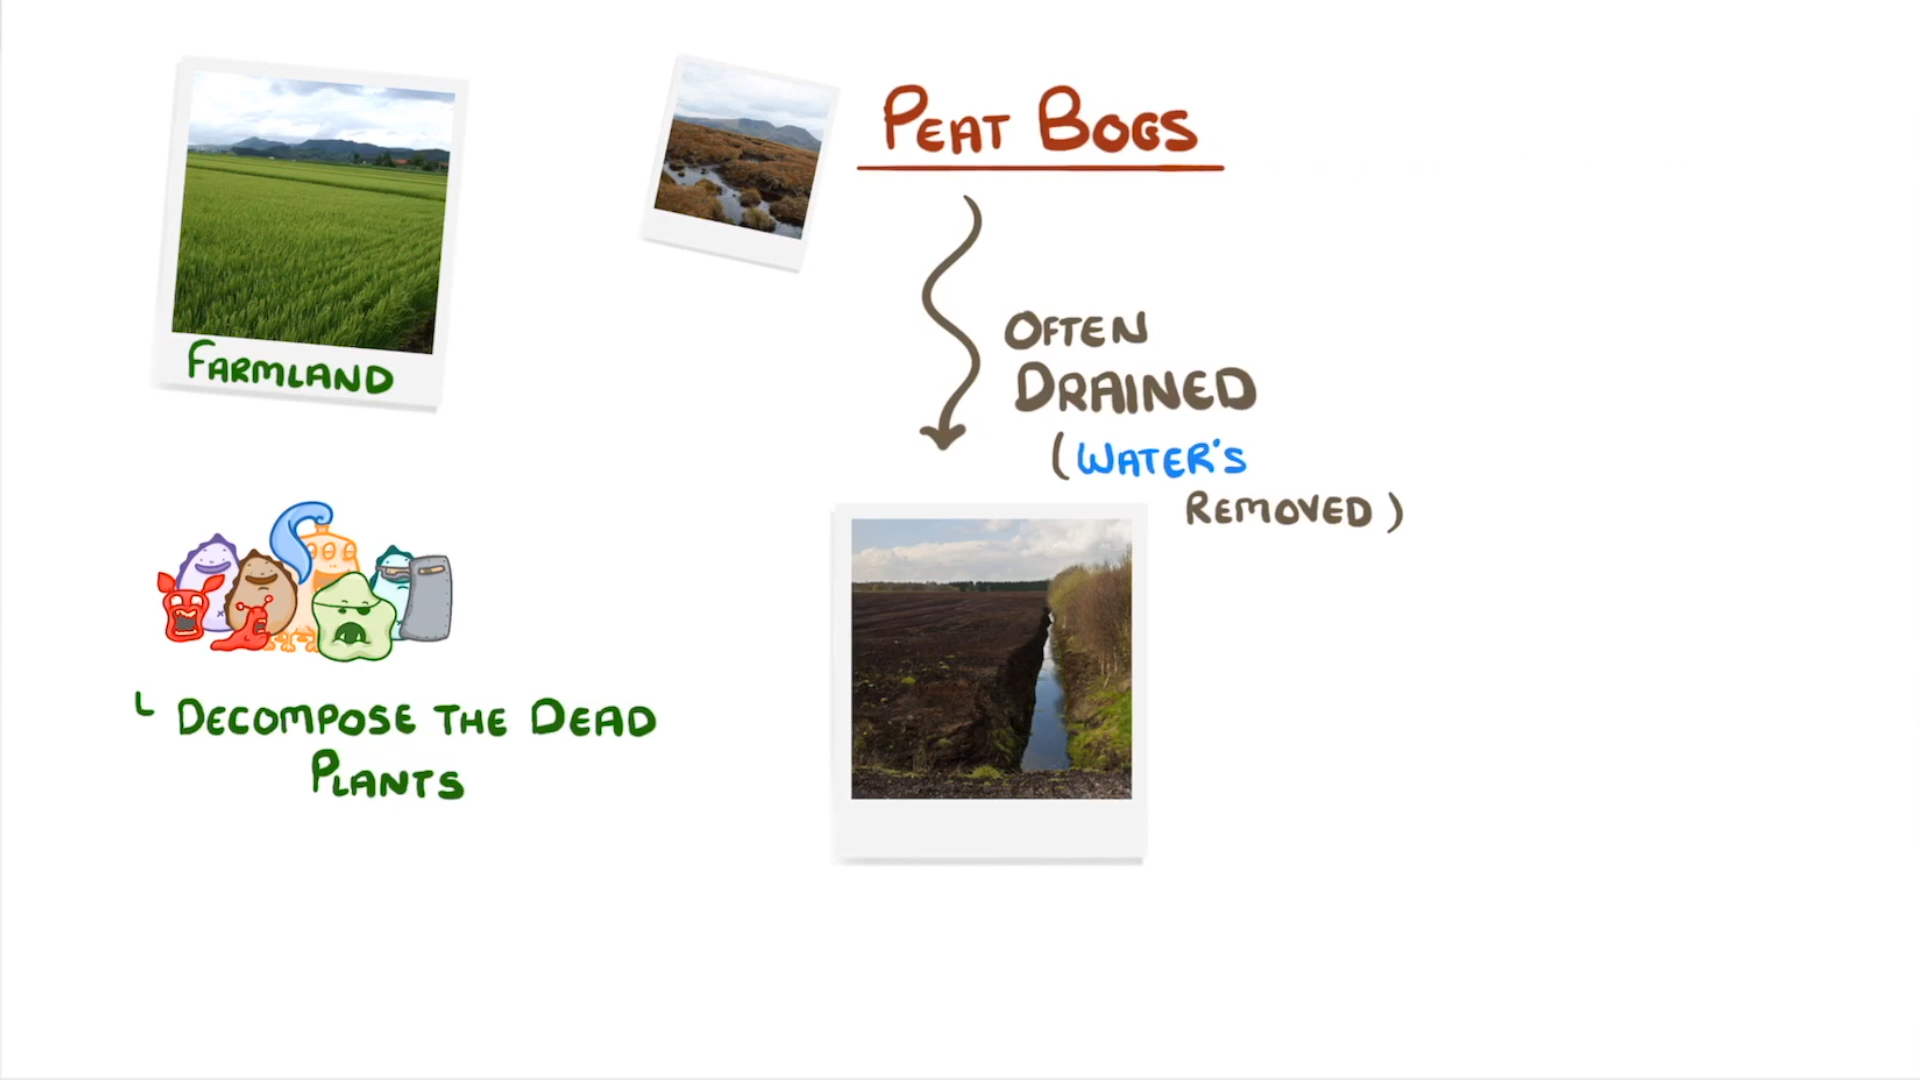 PEAT BOGS
FARMLAND
OFTEN
DRAINED
(WATER'S
REMOVED)
└ DECOMPOSE THE DEAD
PLANTS